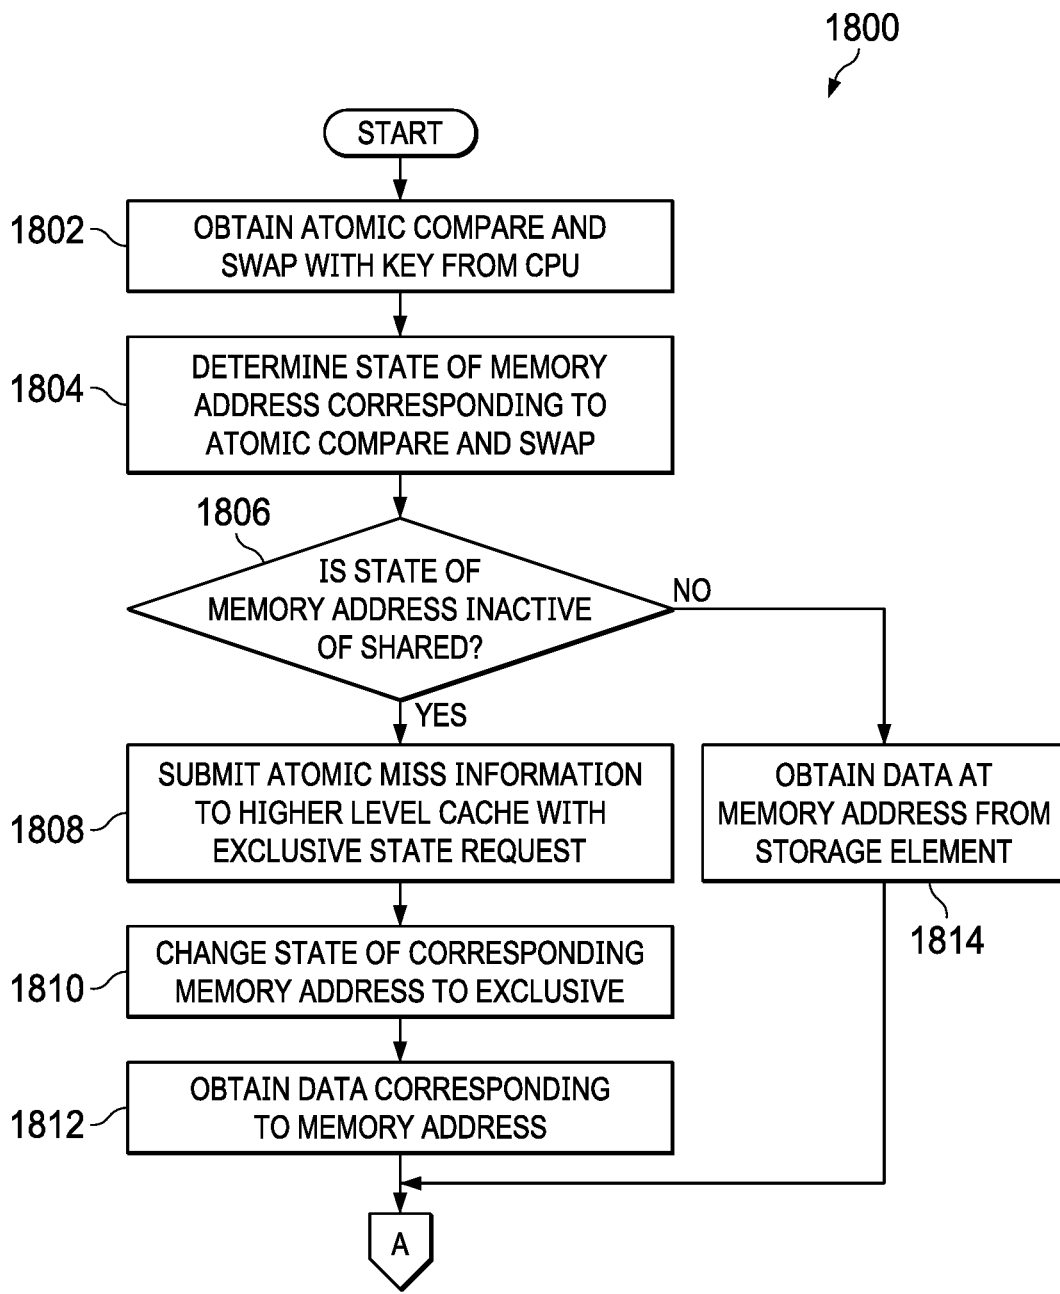 1800
START
1802
OBTAIN ATOMIC COMPARE AND
SWAP WITH KEY FROM CPU
1804
DETERMINE STATE OF MEMORY
ADDRESS CORRESPONDING TO
ATOMIC COMPARE AND SWAP
1806
IS STATE OF
MEMORY ADDRESS INACTIVE
OF SHARED?
NO
YES
1808
SUBMIT ATOMIC MISS INFORMATION
TO HIGHER LEVEL CACHE WITH
EXCLUSIVE STATE REQUEST
OBTAIN DATA AT
MEMORY ADDRESS FROM
STORAGE ELEMENT
1814
1810
CHANGE STATE OF CORRESPONDING
MEMORY ADDRESS TO EXCLUSIVE
1812
OBTAIN DATA CORRESPONDING
TO MEMORY ADDRESS
A